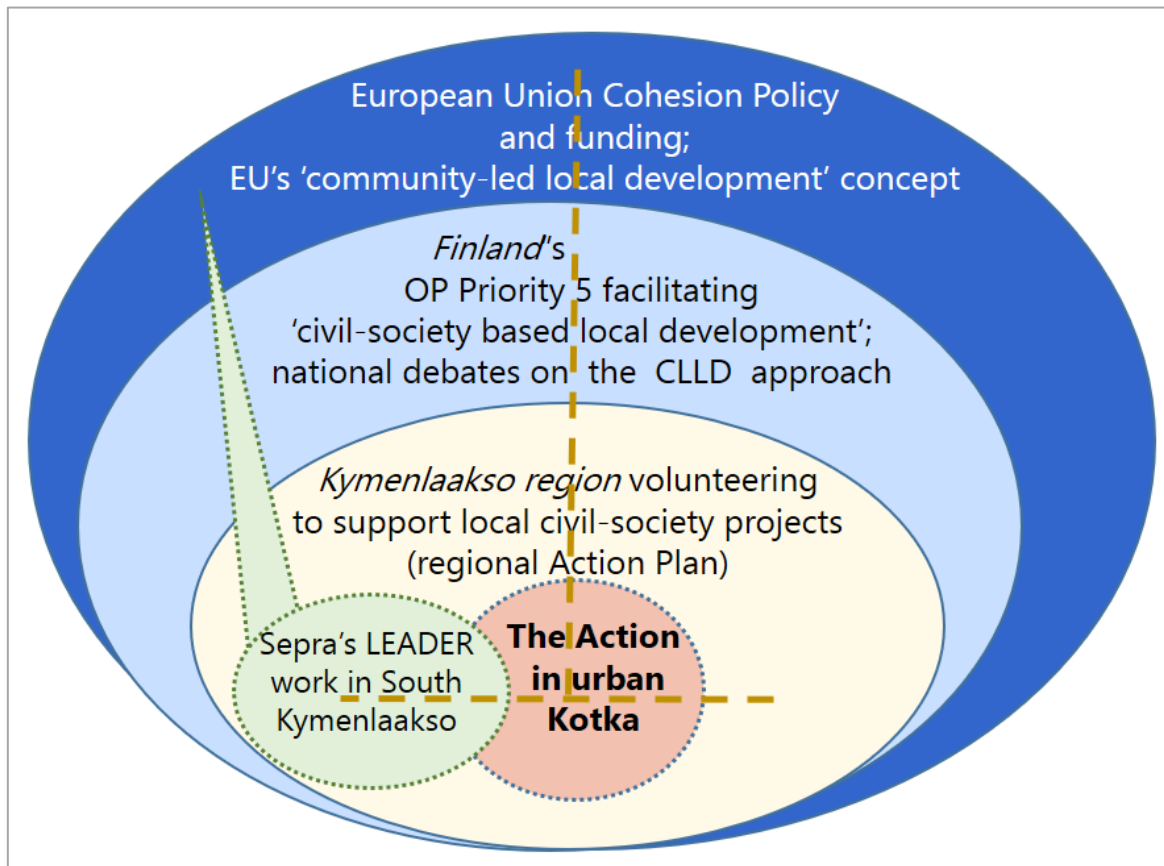 European Union Cohesion Policy
and funding;
EU's 'community-led local development' concept
Finland's
OP Priority 5 facilitating
'civil-society based local development';
national debates on the CLLD approach
Kymenlaakso region volunteering
to support local civil-society projects
(regional Action Plan)
Sepra's LEADER
work in South
Kymenlaakso
The Action
in urban
Kotka